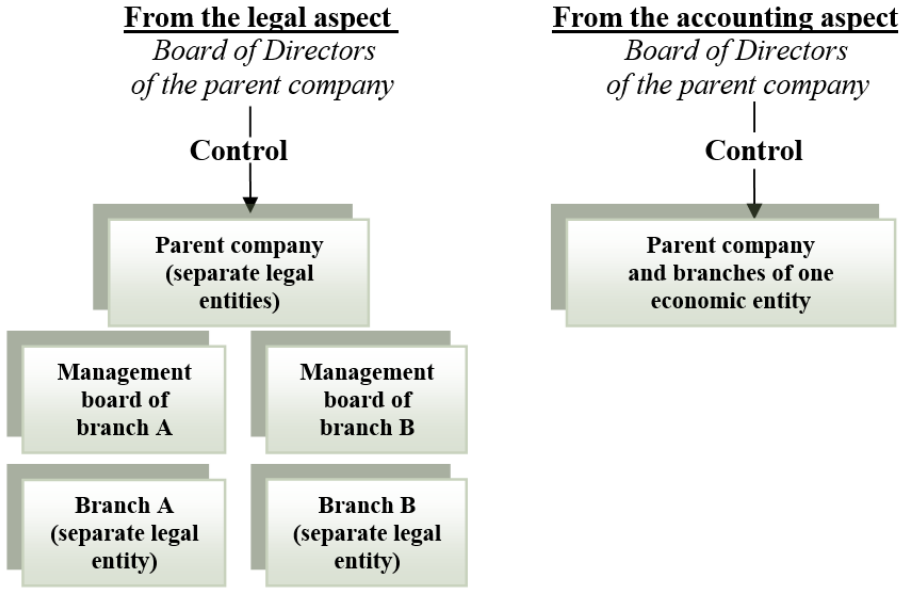 From the legal aspect
Board of Directors
of the parent company
Control
Parent company
(separate legal
entities)
Management
board of
branch A
Management
board of
branch B
Branch A
(separate legal
entity)
Branch B
(separate legal
entity)
From the accounting aspect
Board of Directors
of the parent company
Control
Parent company
and branches of one
economic entity